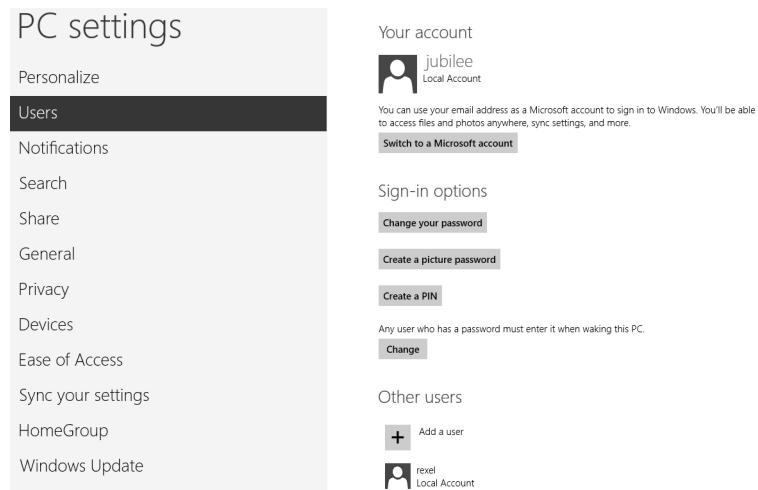 PC settings
Personalize
Users
Notifications
Search
Share
General
Privacy
Devices
Ease of Access
Sync your settings
HomeGroup
Windows Update
Your account
jubilee
Local Account
You can use your email address as a Microsoft account to sign in to Windows. You'll be able
to access files and photos anywhere, sync settings, and more.
Switch to a Microsoft account
Sign-in options
Change your password
Create a picture password
Create a PIN
Any user who has a password must enter it when waking this PC.
Change
Other users
Add a user
rexel
Local Account